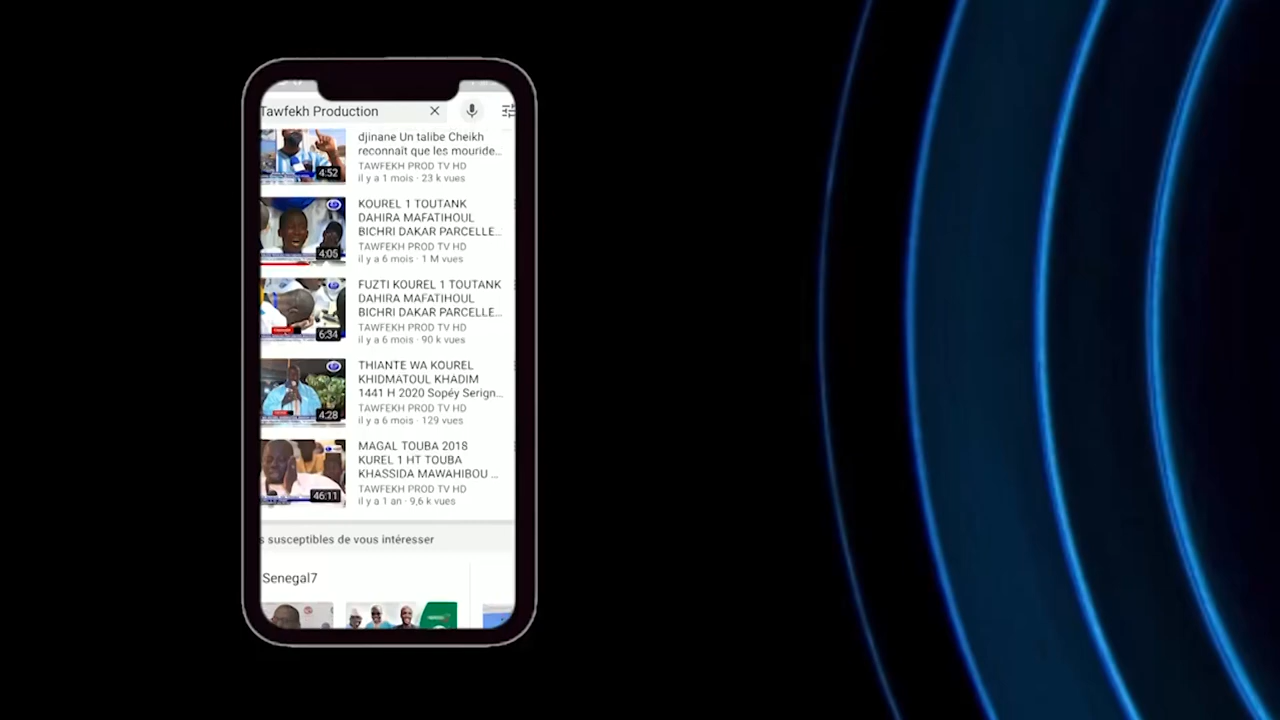 Tawfekh Production
djinane Un talibe Cheikh
reconnaît que les mouride...
TAWFEKH PROD TV HD
il y a 1 mois · 23 k vues
4:52
KOUREL 1 TOUTANK
DAHIRA MAFATIHOUL
BICHRI DAKAR PARCELLE...
TAWFEKH PROD TV HD
il y a 6 mois · 1 M vues
4:05
FUZTI KOUREL 1 TOUTANK
DAHIRA MAFATIHOUL
BICHRI DAKAR PARCELLE...
TAWFEKH PROD TV HD
il y a 6 mois · 90 k vues
6:34
THIANTE WA KOUREL
KHIDMATOUL KHADIM
1441 H 2020 Sopéy Serign...
TAWFEKH PROD TV HD
il y a 6 mois · 129 vues
4:28
MAGAL TOUBA 2018
KUREL 1 HT TOUBA
KHASSIDA MAWAHIBOU ...
TAWFEKH PROD TV HD
il y a 1 an · 9,6 k vues
46:11
s susceptibles de vous intéresser
Senegal7